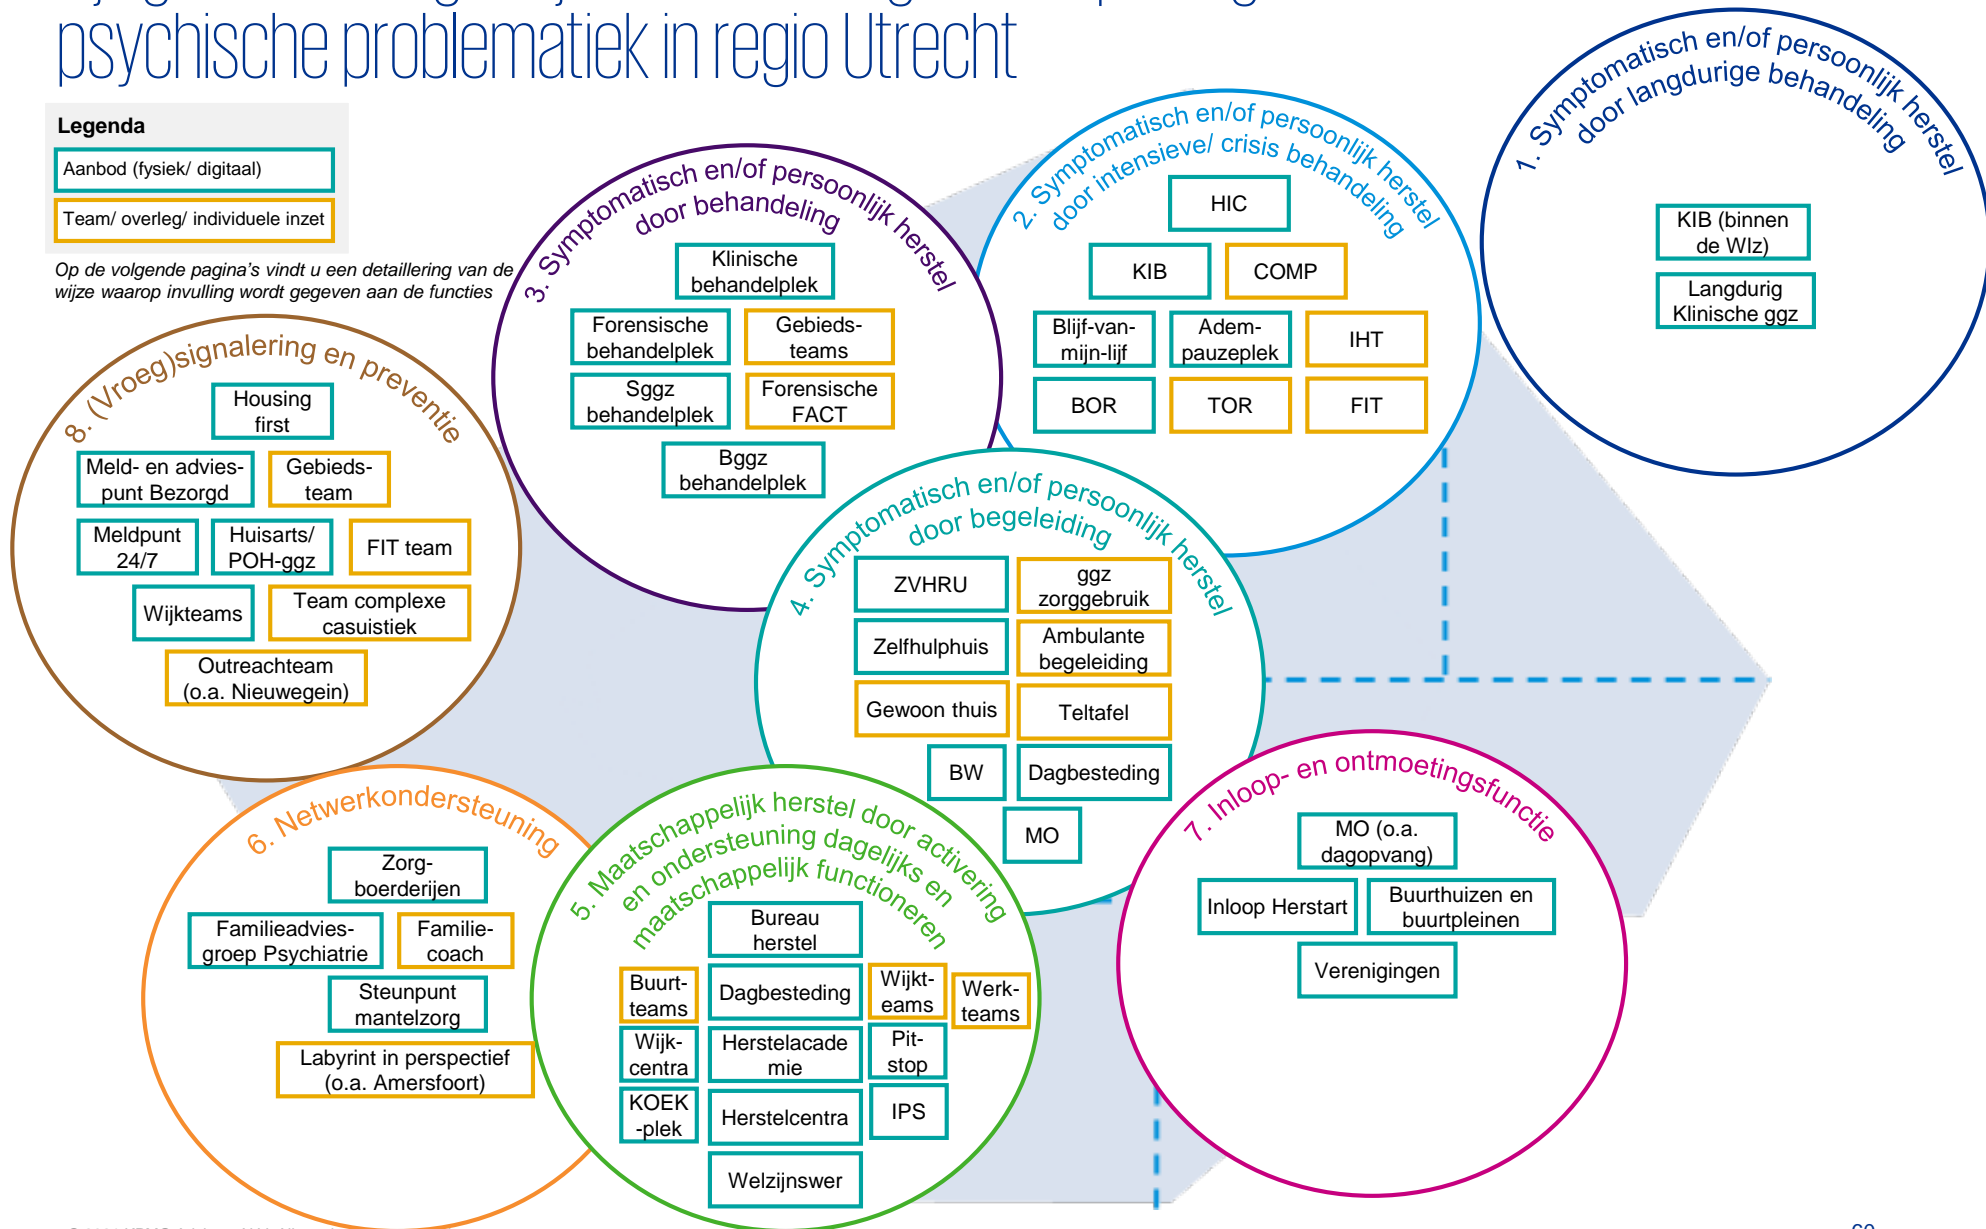 psychische problematiek in regio Utrecht
Legenda
Aanbod (fysiek/ digitaal)
Team/ overleg/ individuele inzet
Op de volgende pagina's vindt u een detaillering van de
wijze waarop invulling wordt gegeven aan de functies
1. Symptomatisch en/of persoonlijk herstel
door langdurige behandeling
KIB (binnen
de Wlz)
Langdurig
Klinische ggz
2. Symptomatisch en/of persoonlijk herstel
door intensieve/ crisis behandeling
HIC
KIB
COMP
Blijf-van-
mijn-lijf
Adem-
pauzeplek
IHT
BOR
TOR
FIT
3. Symptomatisch en/of persoonlijk herstel
door behandeling
Klinische
behandelplek
Forensische
behandelplek
Gebieds-
teams
Sggz
behandelplek
Forensische
FACT
Bggz
behandelplek
8. (Vroeg)signalering en preventie
Housing
first
Meld- en advies-
punt Bezorgd
Gebieds-
team
Meldpunt
24/7
Huisarts/
POH-ggz
FIT team
Wijkteams
Team complexe
casuistiek
Outreachteam
(o.a. Nieuwegein)
4. Symptomatisch en/of persoonlijk herstel
door begeleiding
ZVHRU
ggz
zorggebruik
Zelfhulphuis
Ambulante
begeleiding
Gewoon thuis
Teltafel
BW
Dagbesteding
MO
6. Netwerkondersteuning
Zorg-
boerderijen
Familieadvies-
groep Psychiatrie
Familie-
coach
Steunpunt
mantelzorg
Labyrint in perspectief
(o.a. Amersfoort)
5. Maatschappelijk herstel door activering
en ondersteuning dagelijks en
maatschappelijk functioneren
Bureau
herstel
Buurt-
teams
Dagbesteding
Wijkt-
eams
Werk-
teams
Wijk-
centra
Herstelacade
mie
Pit-
stop
KOEK
-plek
Herstelcentra
IPS
Welzijnswer
7. Inloop- en ontmoetingsfunctie
MO (o.a.
dagopvang)
Inloop Herstart
Buurthuizen en
buurtpleinen
Verenigingen